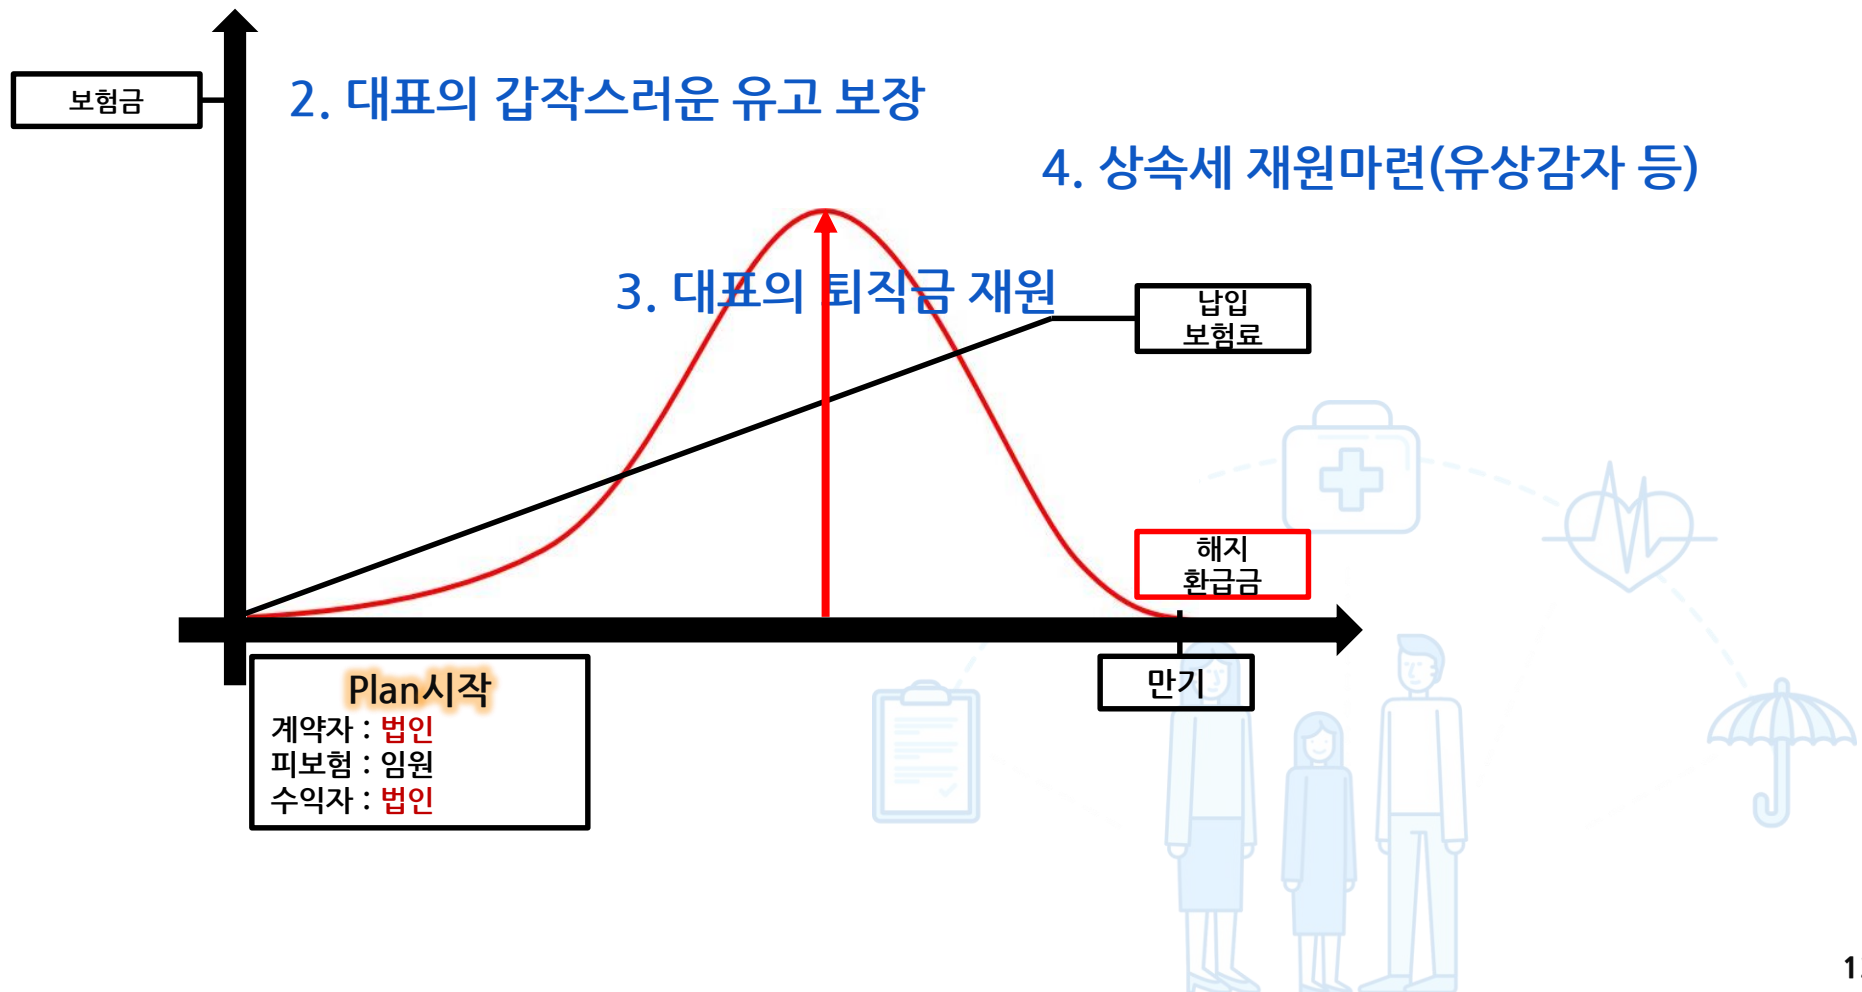 보험금
2. 대표의 갑작스러운 유고 보장
4. 상속세 재원마련(유상감자 등)
3. 대표의 퇴직금 재원
납입
보험료
해지
환급금
만기
Plan시작
계약자 : 법인
피보험 : 임원
수익자 : 법인